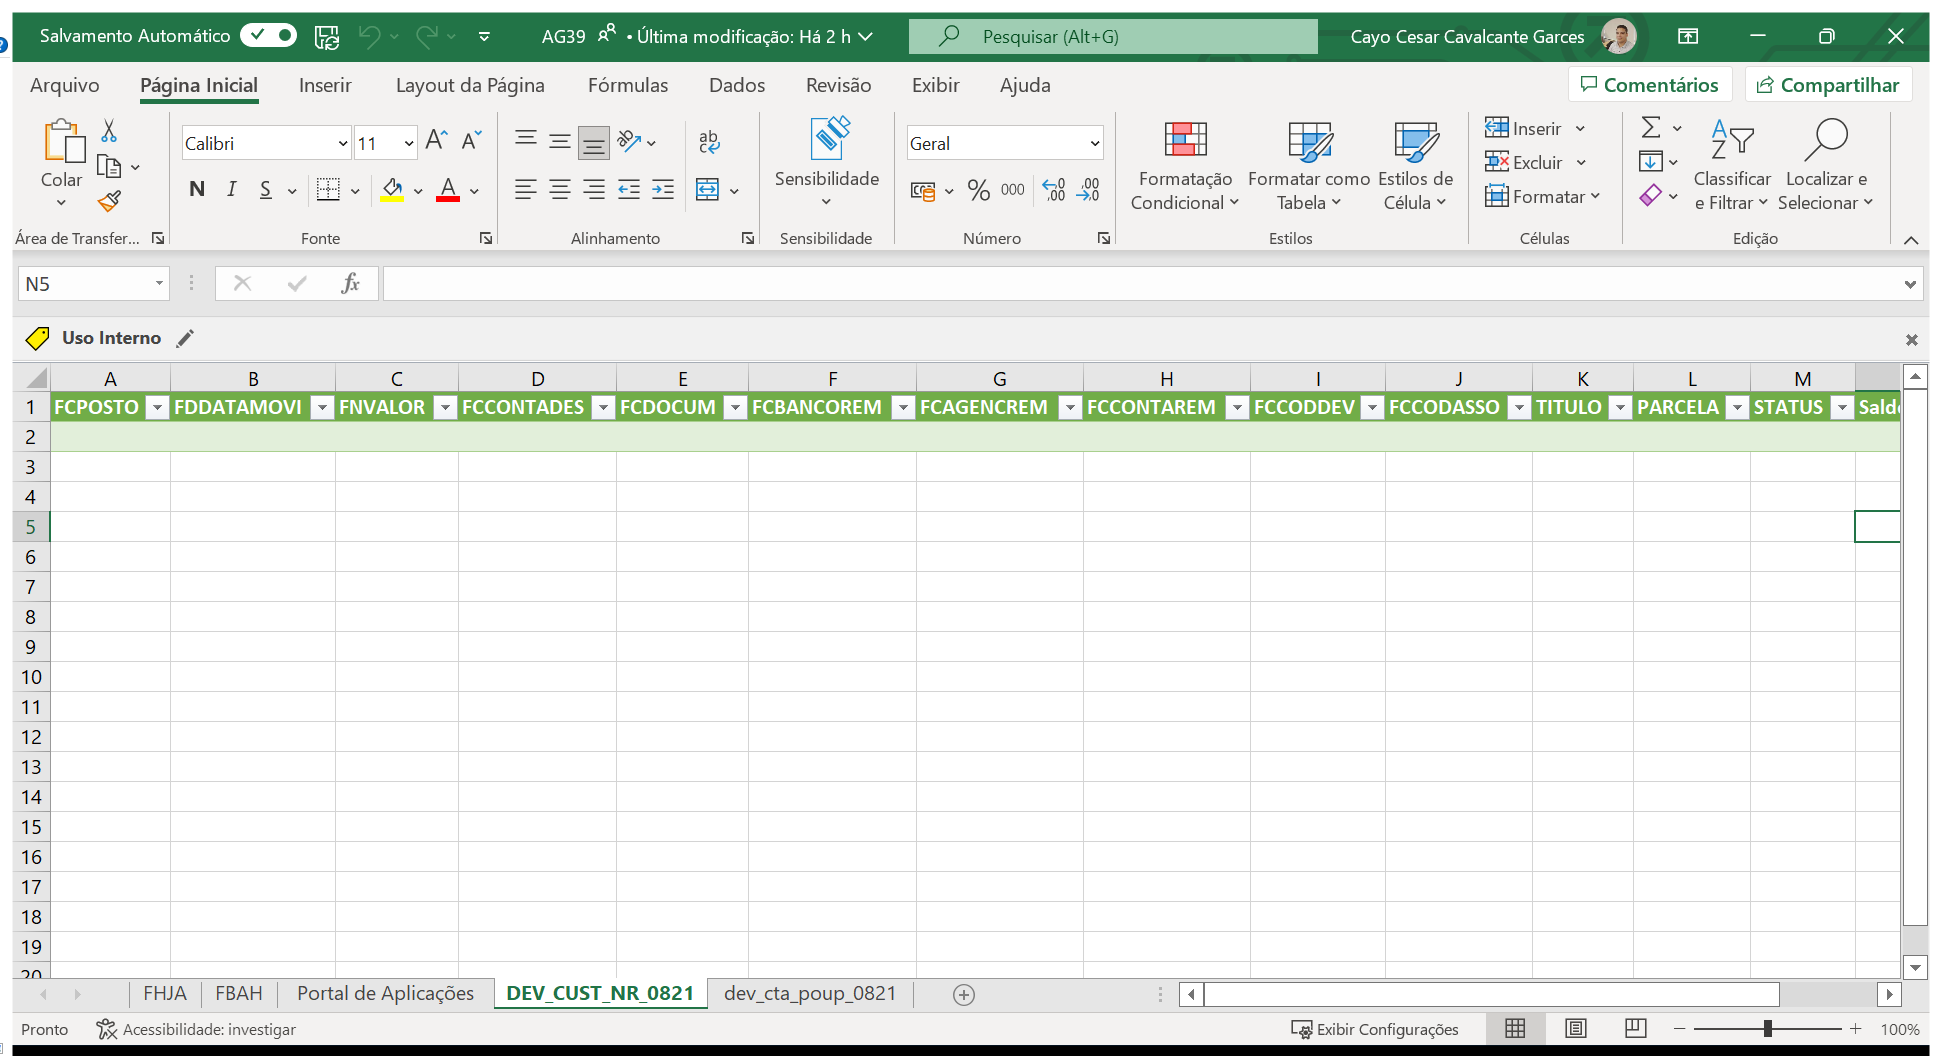 Salvamento Automático
AG39 • Última modificação: Há 2 h
Pesquisar (Alt+G)
Cayo Cesar Cavalcante Garces
Arquivo Página Inicial Inserir Layout da Página Fórmulas Dados Revisão Exibir Ajuda Comentários Compartilhar
Colar
Área de Transfer...
Calibri 11
N I S A
Fonte
ab
Alinhamento
Sensibilidade
Sensibilidade
Geral
% 000 ,00 ,00
Número
Formatação Condicional
Formatar como Tabela
Estilos de Célula
Estilos
Inserir
Excluir
Formatar
Células
Classificar e Filtrar
Localizar e Selecionar
Edição
N5 fx
Uso Interno
A B C D E F G H I J K L M
1 FCPOSTO FDDATAMOVI FNVALOR FCCONTADES FCDOCUM FCBANCOREM FCAGENCREM FCCONTAREM FCCODDEV FCCODASSO TITULO PARCELA STATUS
2
3
4
5
6
7
8
9
10
11
12
13
14
15
16
17
18
19
20
FHJA FBAH Portal de Aplicações DEV_CUST_NR_0821 dev_cta_poup_0821
Pronto Acessibilidade: investigar Exibir Configurações 100%